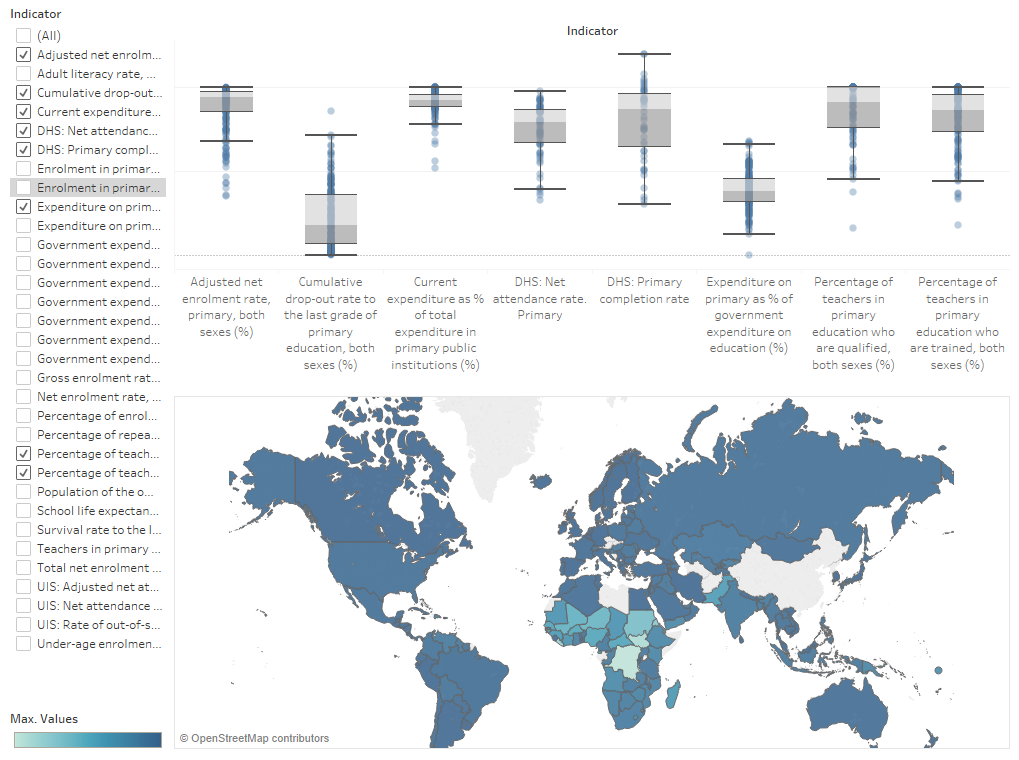 Indicator
(All)
Adjusted net enrolm...
Adult literacy rate, ...
Cumulative drop-out...
Current expenditure...
DHS: Net attendanc...
DHS: Primary compl...
Enrolment in primar...
Enrolment in primar...
Expenditure on prim...
Expenditure on prim...
Government expend...
Government expend...
Government expend...
Government expend...
Government expend...
Government expend...
Government expend...
Gross enrolment rat...
Net enrolment rate, ...
Percentage of enrol...
Percentage of repea...
Percentage of teach...
Percentage of teach...
Population of the o...
School life expectan...
Survival rate to the l...
Teachers in primary ...
Total net enrolment ...
UIS: Adjusted net at...
UIS: Net attendance ...
UIS: Rate of out-of-s...
Under-age enrolmen...
Max. Values
Indicator
Adjusted net
enrolment rate,
primary, both
sexes (%)
Cumulative
drop-out rate to
the last grade of
primary
education, both
sexes (%)
Current
expenditure as %
of total
expenditure in
primary public
institutions (%)
DHS: Net
attendance rate.
Primary
DHS: Primary
completion rate
Expenditure on
primary as % of
government
expenditure on
education (%)
Percentage of
teachers in
primary
education who
are qualified,
both sexes (%)
Percentage of
teachers in
primary
education who
are trained, both
sexes (%)
© OpenStreetMap contributors